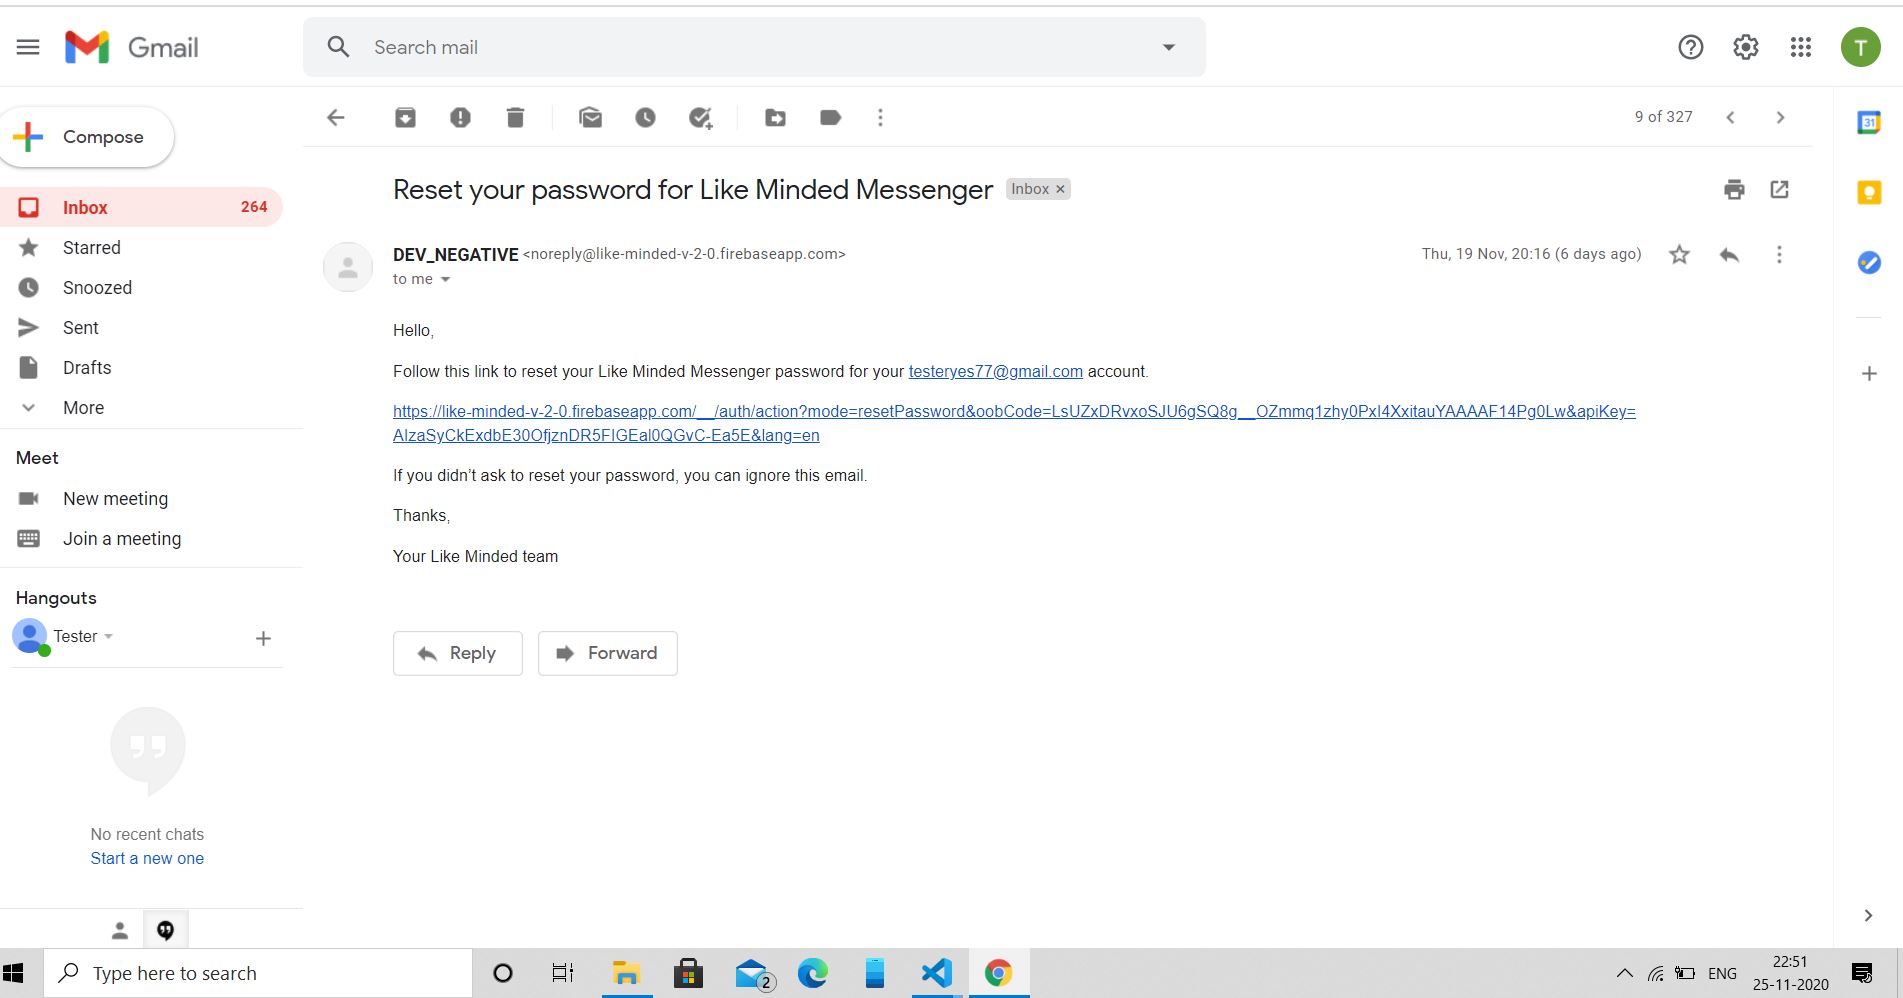 Gmail
Search mail
T
Compose
9 of 327
31
Inbox 264
Starred
Snoozed
Sent
Drafts
More
Meet
New meeting
Join a meeting
Hangouts
Tester
No recent chats
Start a new one
Reset your password for Like Minded Messenger Inbox ×
DEV_NEGATIVE <noreply@like-minded-v-2-0.firebaseapp.com> Thu, 19 Nov, 20:16 (6 days ago)
to me
Hello,
Follow this link to reset your Like Minded Messenger password for your testeryes77@gmail.com account.
https://like-minded-v-2-0.firebaseapp.com/__/auth/action?mode=resetPassword&oobCode=LsUZxDRvxoSJU6gSQ8g__OZmmq1zhy0PxI4XxitauYAAAAF14Pg0Lw&apiKey=
AIzaSyCkExdbE30OfjznDR5FIGEal0QGvC-Ea5E&lang=en
If you didn’t ask to reset your password, you can ignore this email.
Thanks,
Your Like Minded team
Reply Forward
Type here to search
2
ENG
22:51
25-11-2020